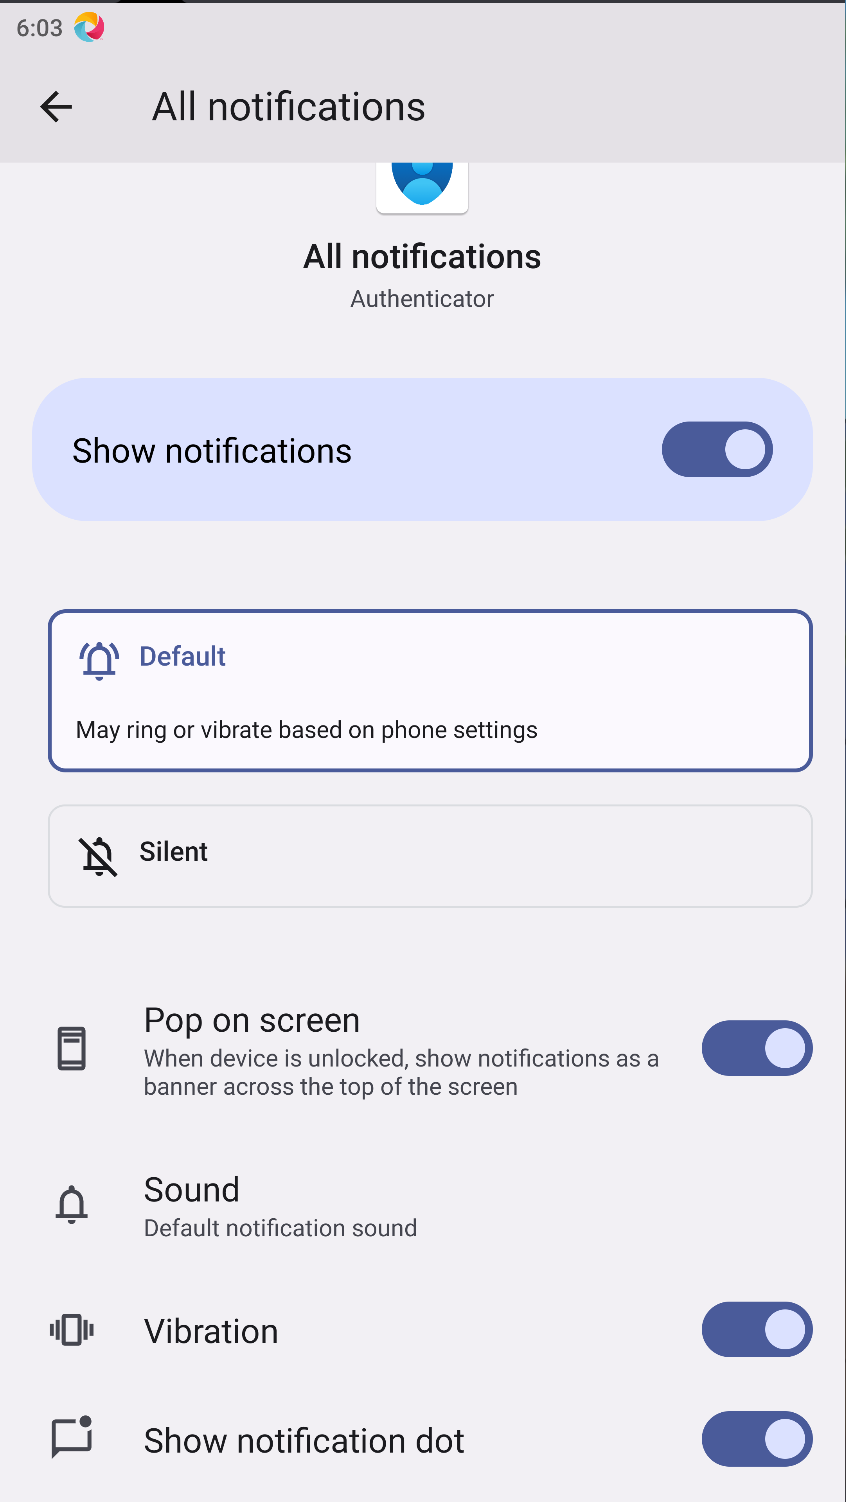 6:03
All notifications
All notifications
Authenticator
Show notifications
Default
May ring or vibrate based on phone settings
Silent
Pop on screen
When device is unlocked, show notifications as a
banner across the top of the screen
Sound
Default notification sound
Vibration
Show notification dot